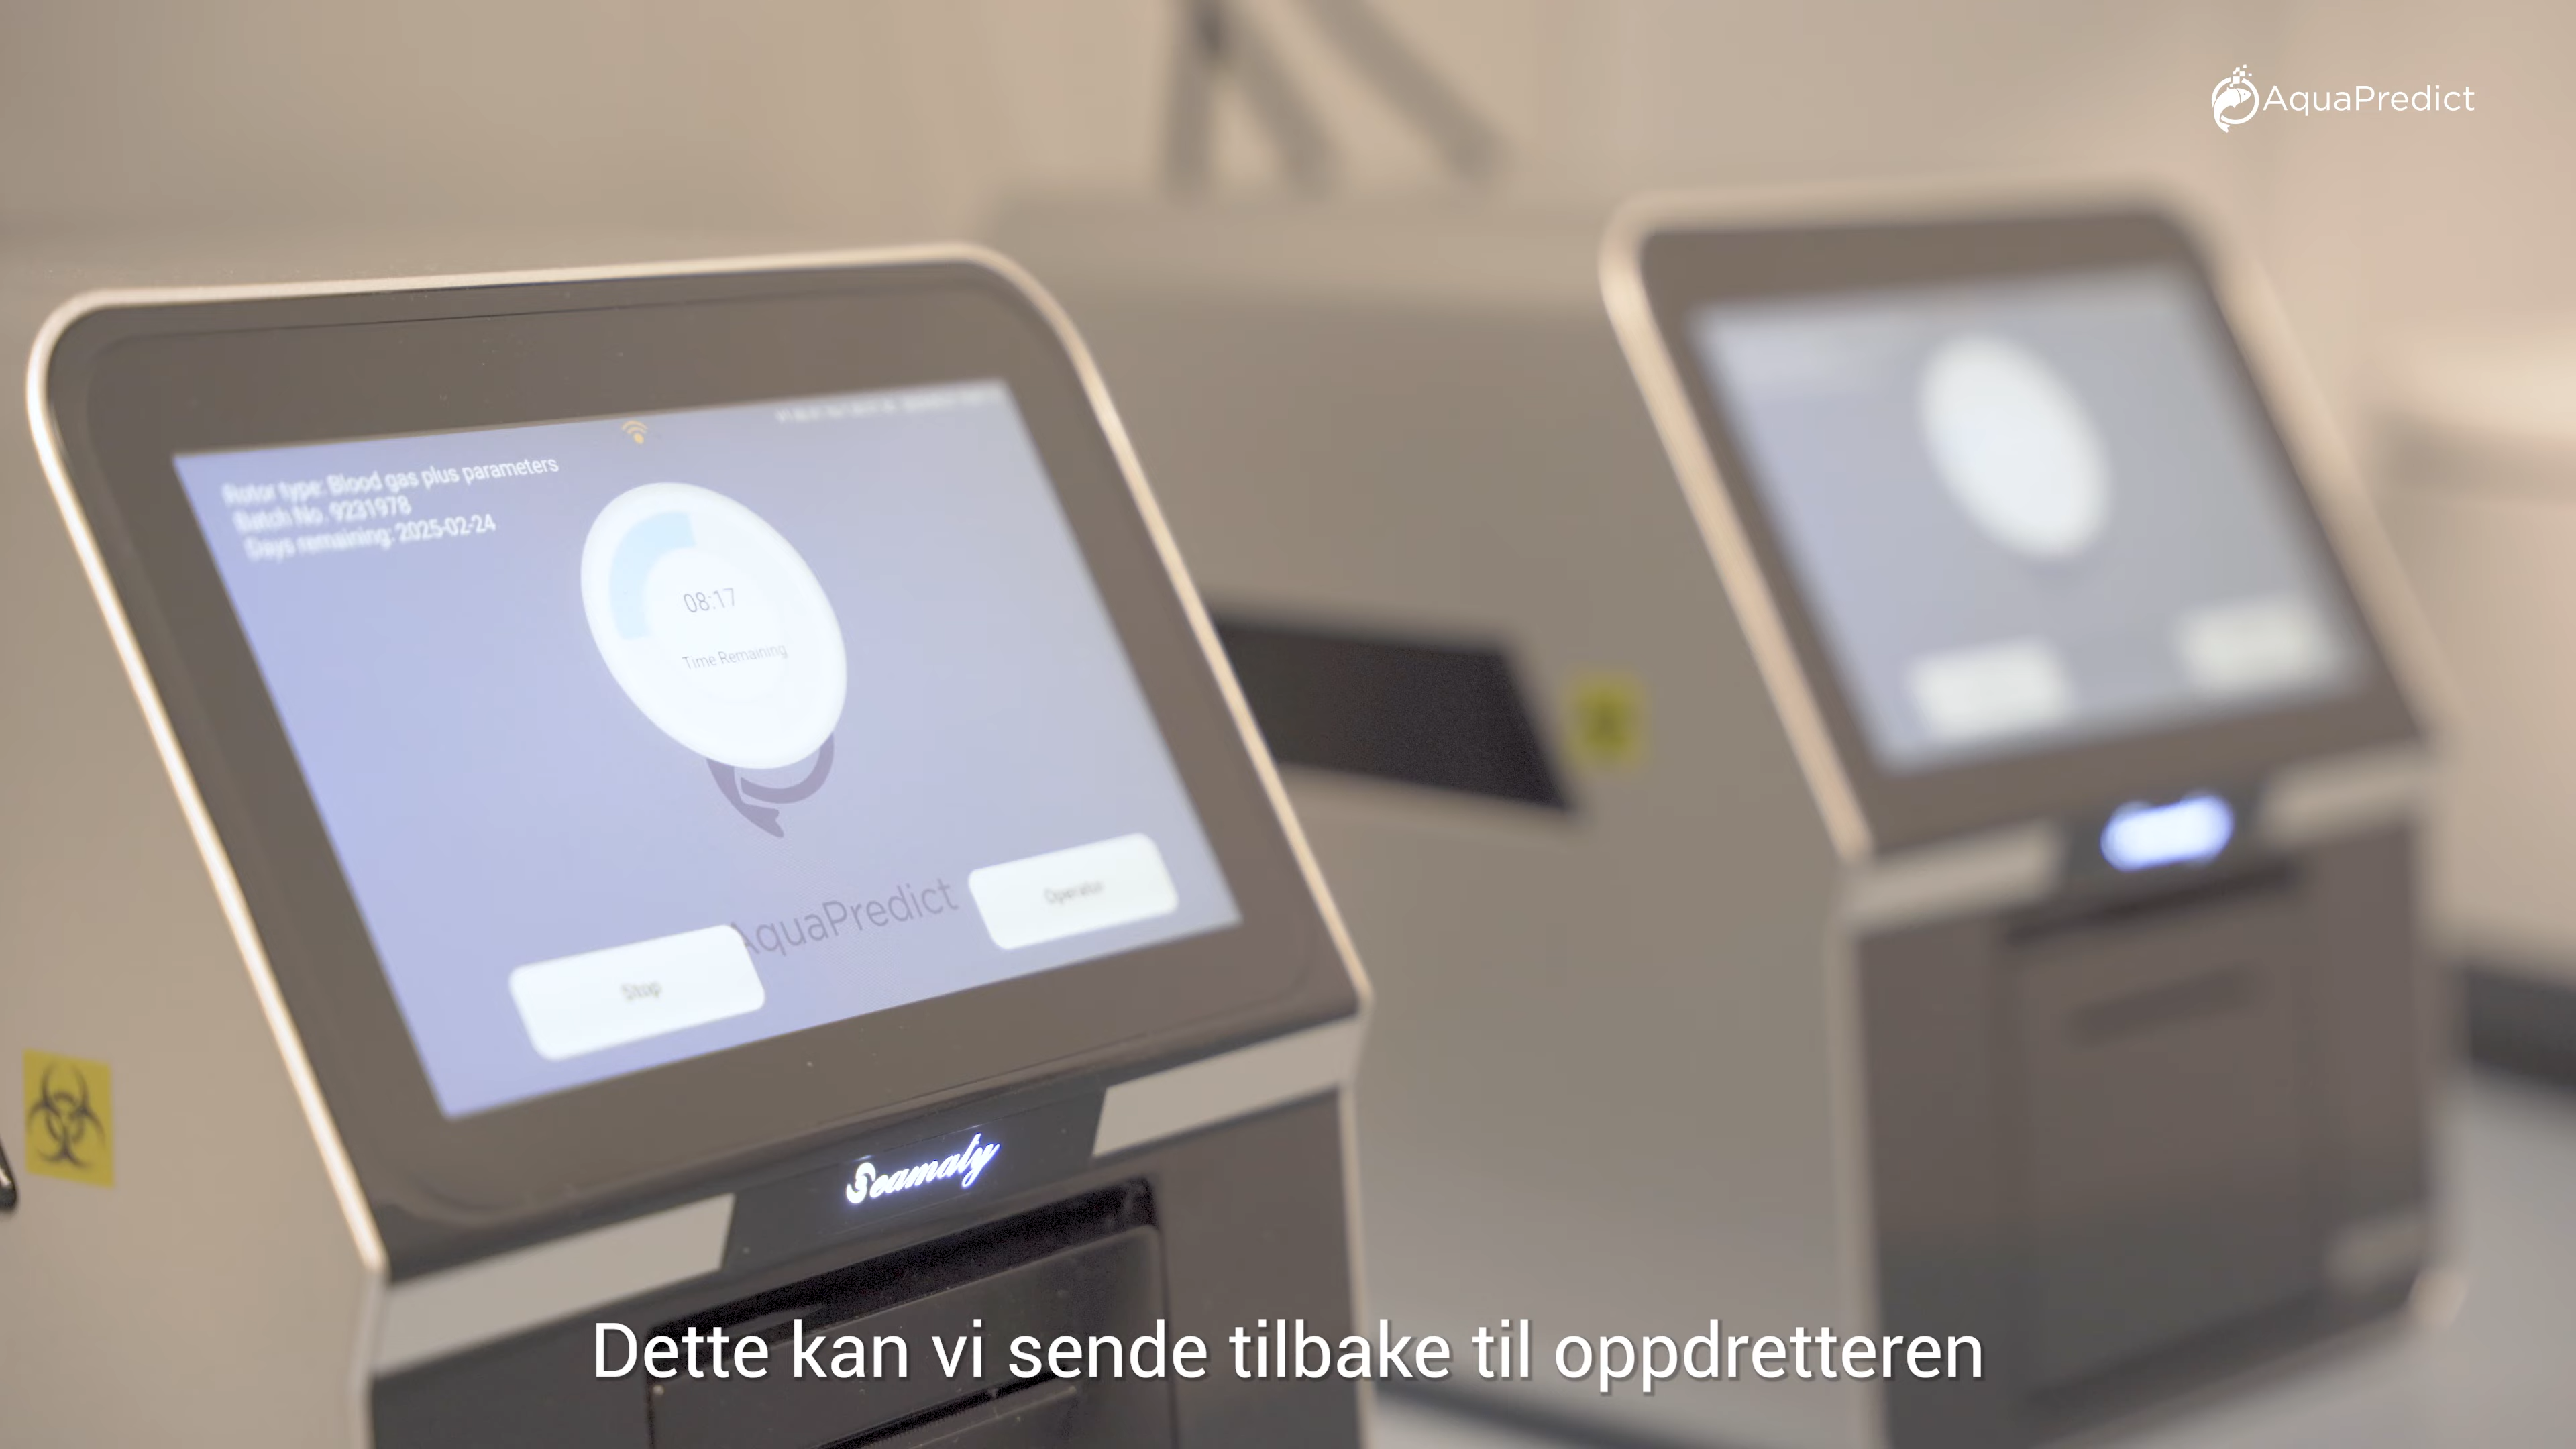 AquaPredict
Rotor type: Blood gas plus parameters
Batch No. 9231978
Days remaining: 2025-02-24
08:17
Time Remaining
AquaPredict
Operator
Stop
Seamaty
Dette kan vi sende tilbake til oppdretteren